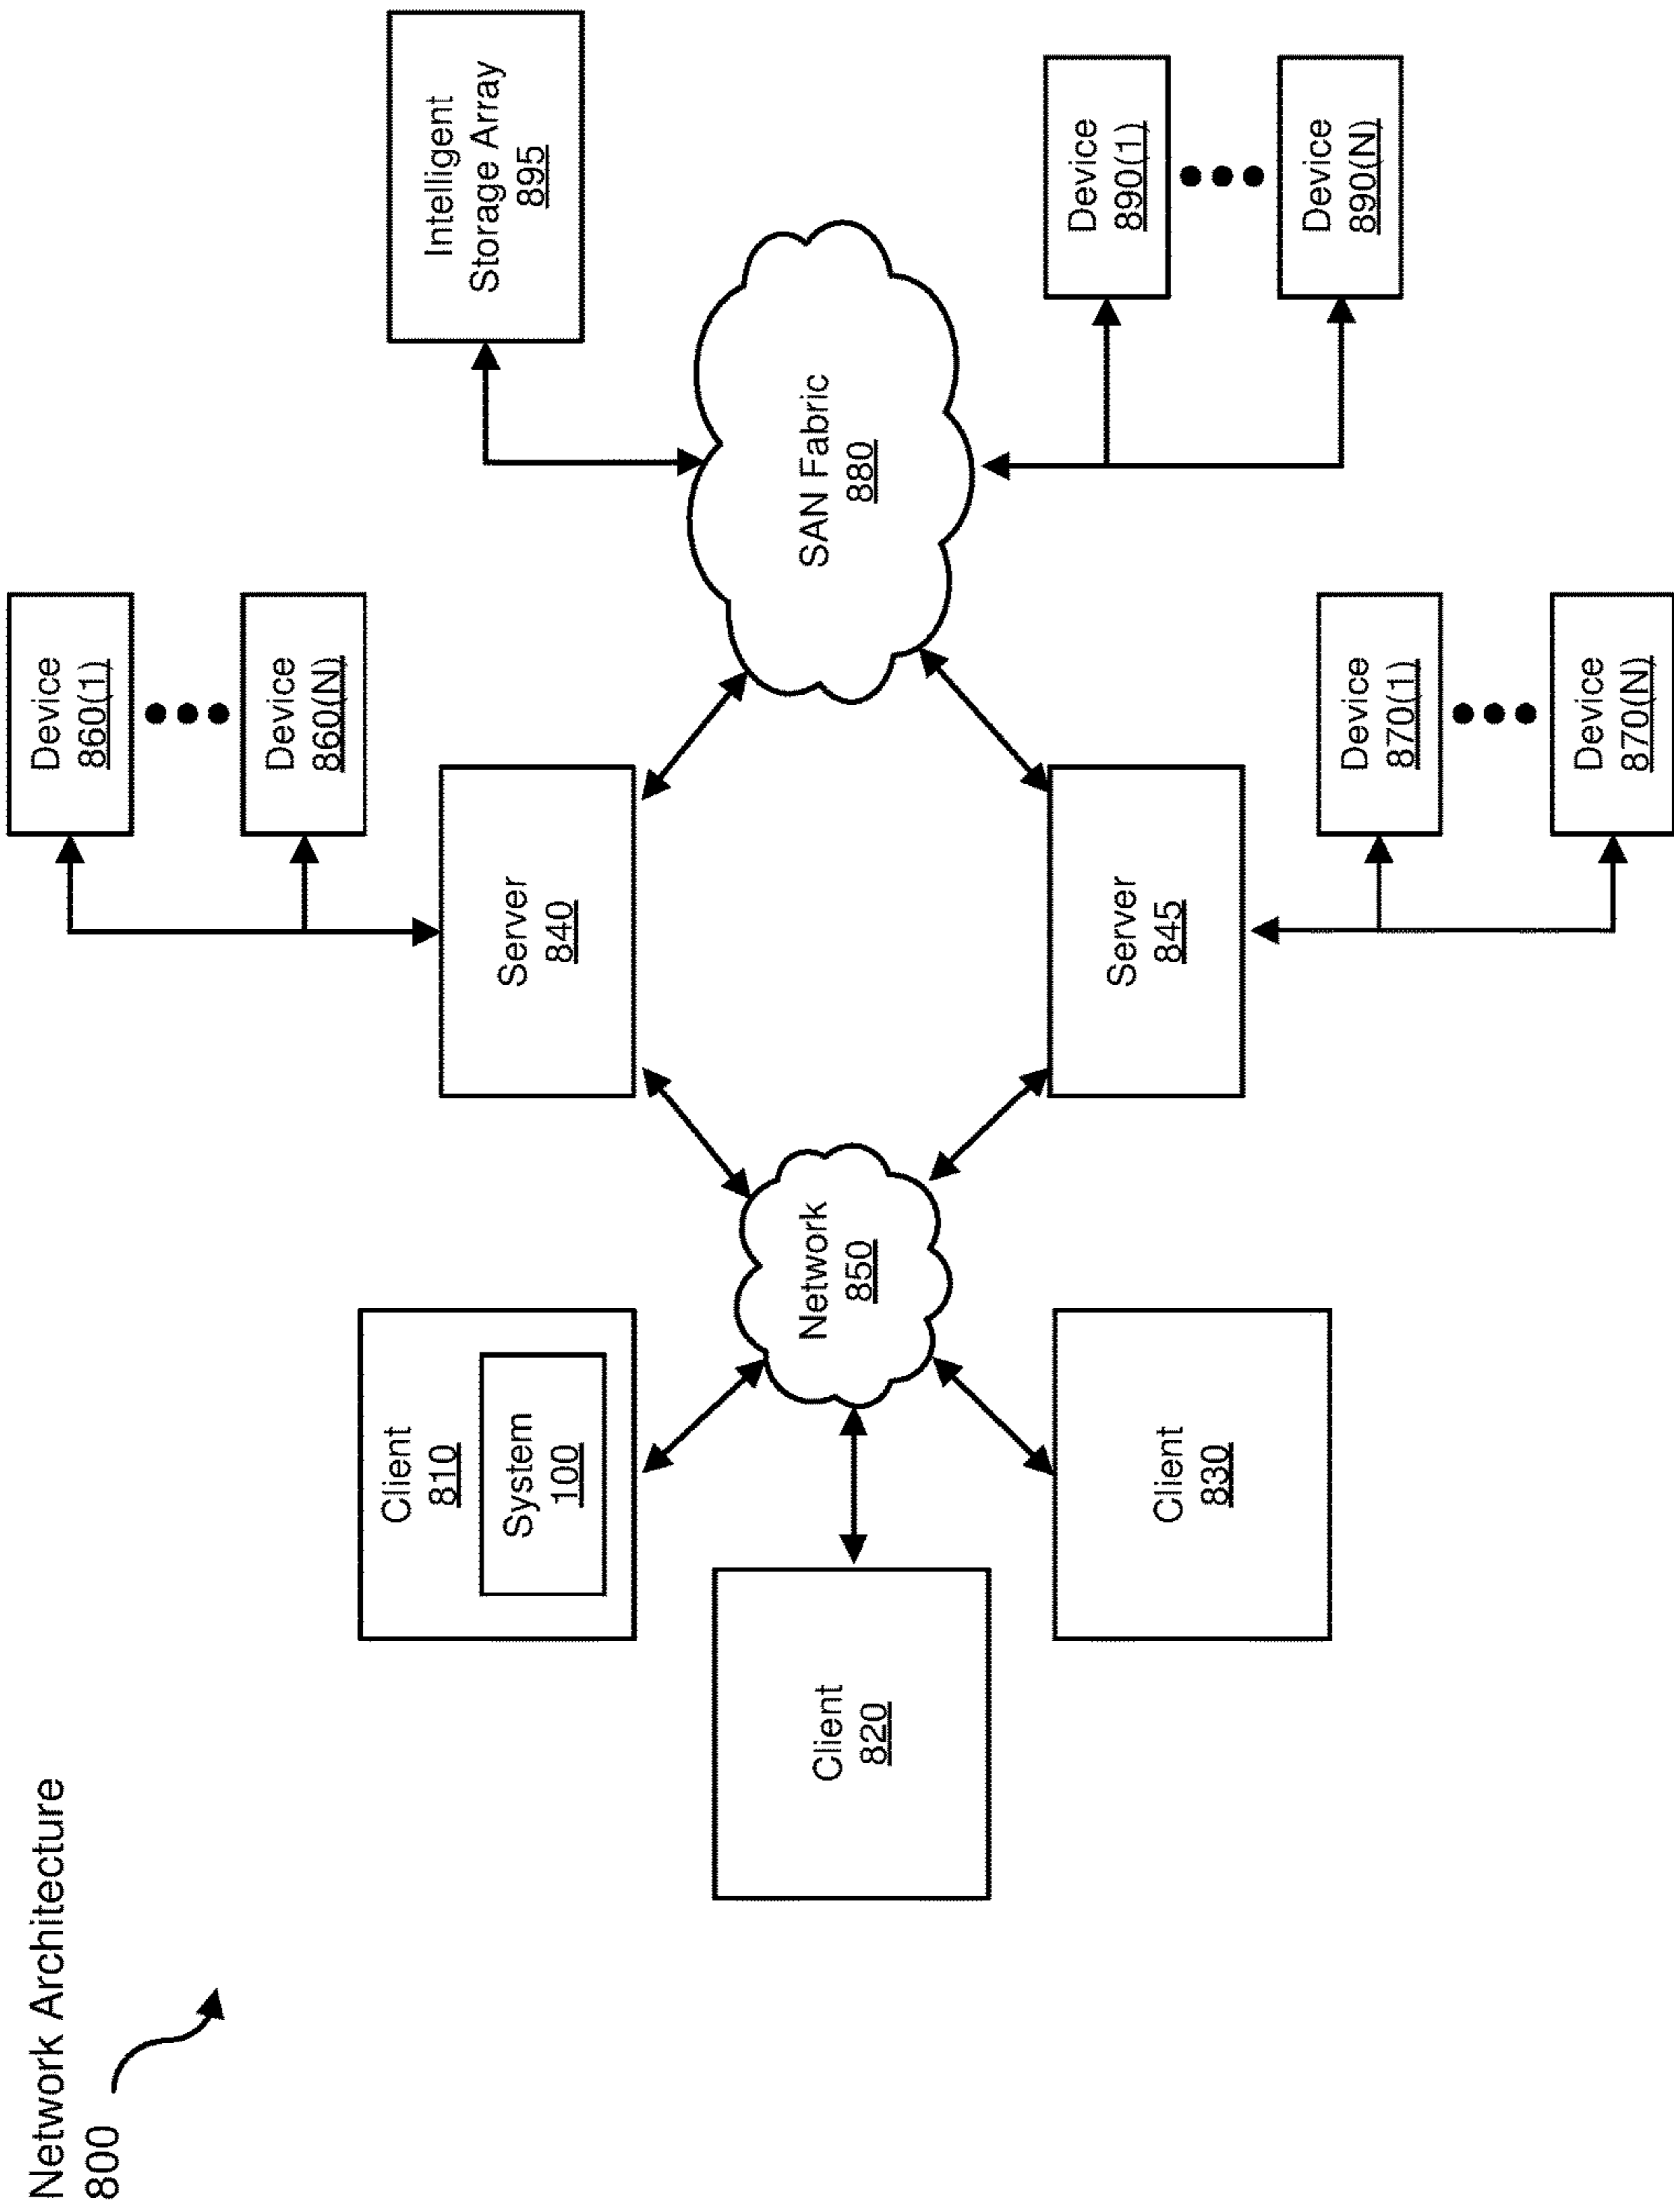 Network Architecture
800
Client
810
System
100
Client
820
Client
830
Network
850
Device
860(1)
Device
860(N)
Server
840
Server
845
Device
870(1)
Device
870(N)
SAN Fabric
880
Intelligent
Storage Array
895
Device
890(1)
Device
890(N)